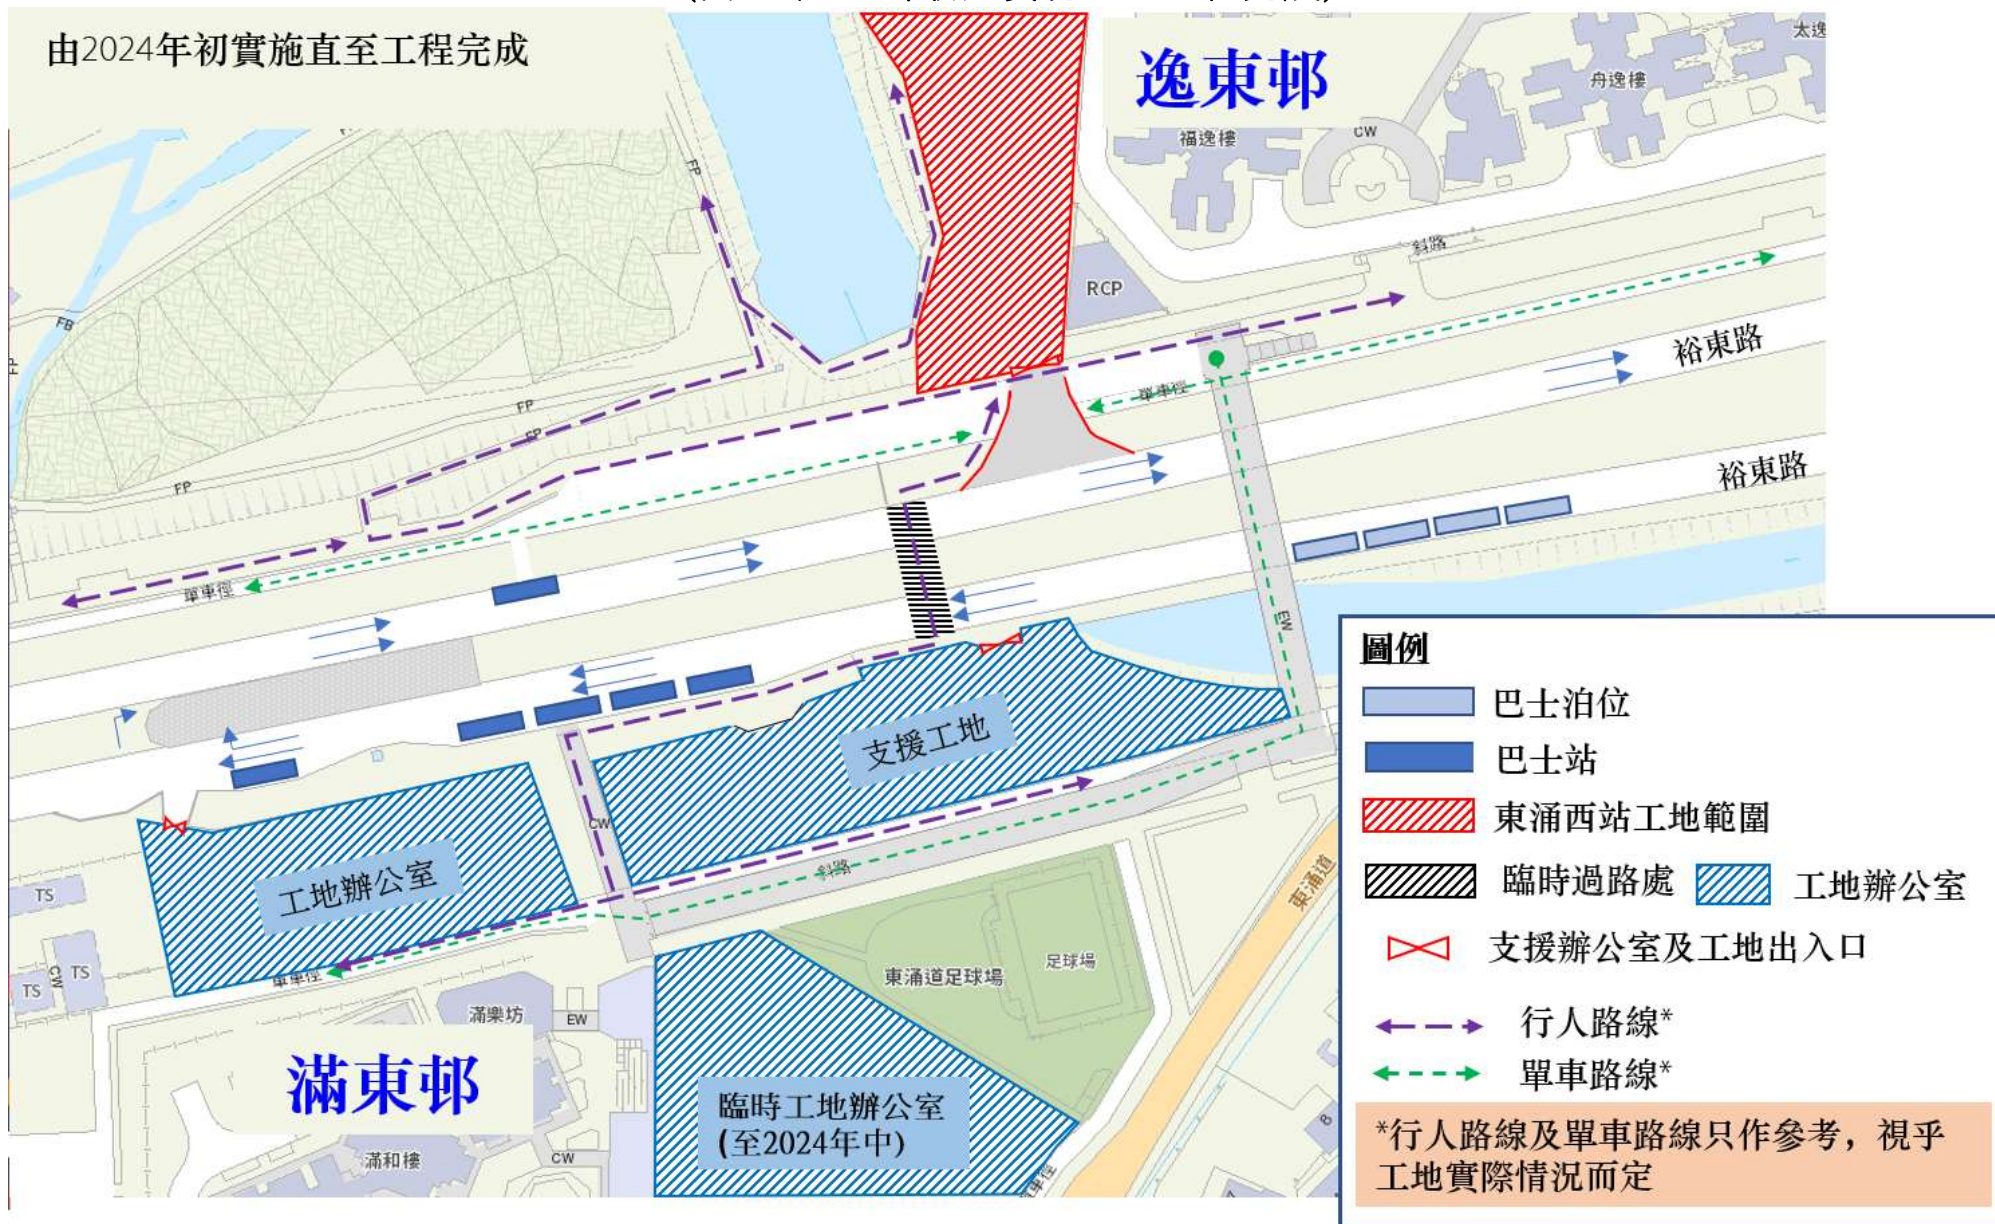 由2024年初實施直至工程完成
逸東邨
太逸
舟逸樓
福逸樓
CW
FP
斜路
RCP
FB
裕東路
單車徑
FP
FP
FP
裕東路
單車徑
EW
圖例
巴士泊位
支援工地
巴士站
東涌西站工地範圍
CW
斜路
臨時過路處
工地辦公室
工地辦公室
TS
東涌道
支援辦公室及工地出入口
TS
CW
TS
單車徑
東涌道足球場
足球場
滿樂坊
EW
行人路線*
滿東邨
單車路線*
臨時工地辦公室
(至2024年中)
8
*行人路線及單車路線只作參考，視乎
工地實際情況而定
滿和樓
CW
單車徑